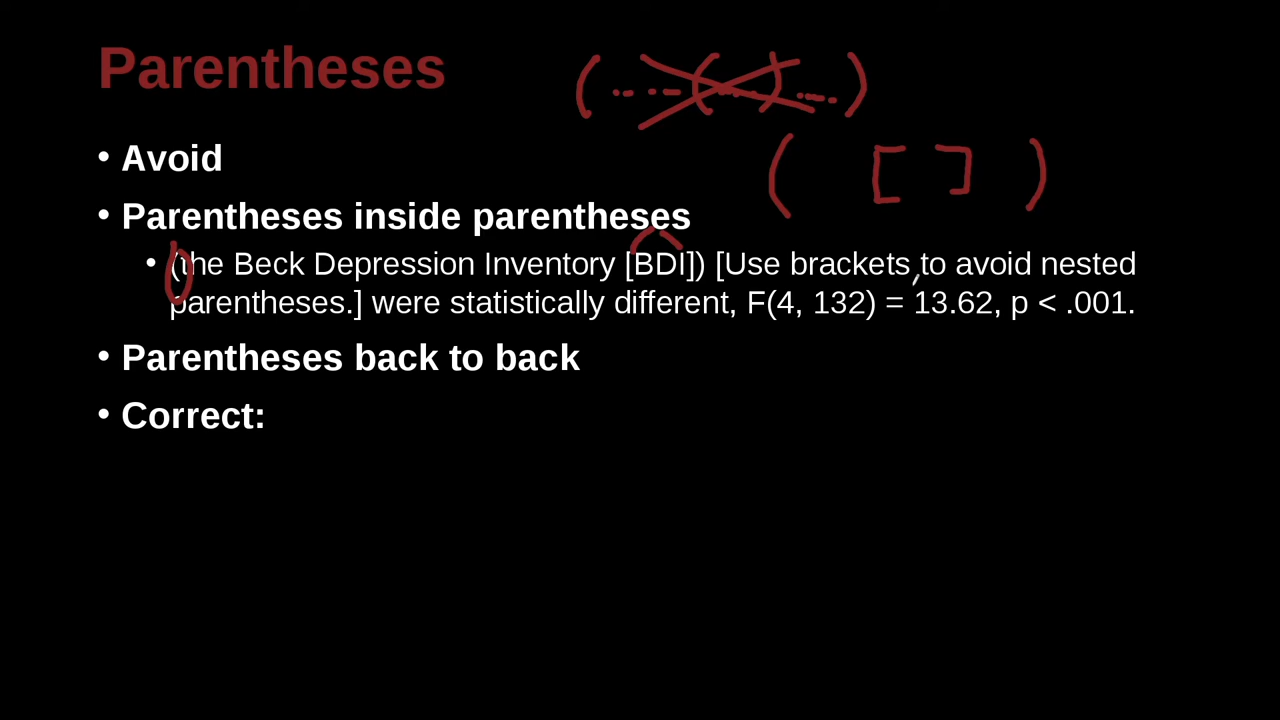 Parentheses
( ... ( ... ) ... )
( [ ] )
• Avoid
• Parentheses inside parentheses
• (the Beck Depression Inventory [BDI]) [Use brackets to avoid nested
parentheses.] were statistically different, F(4, 132) = 13.62, p < .001.
• Parentheses back to back
• Correct: